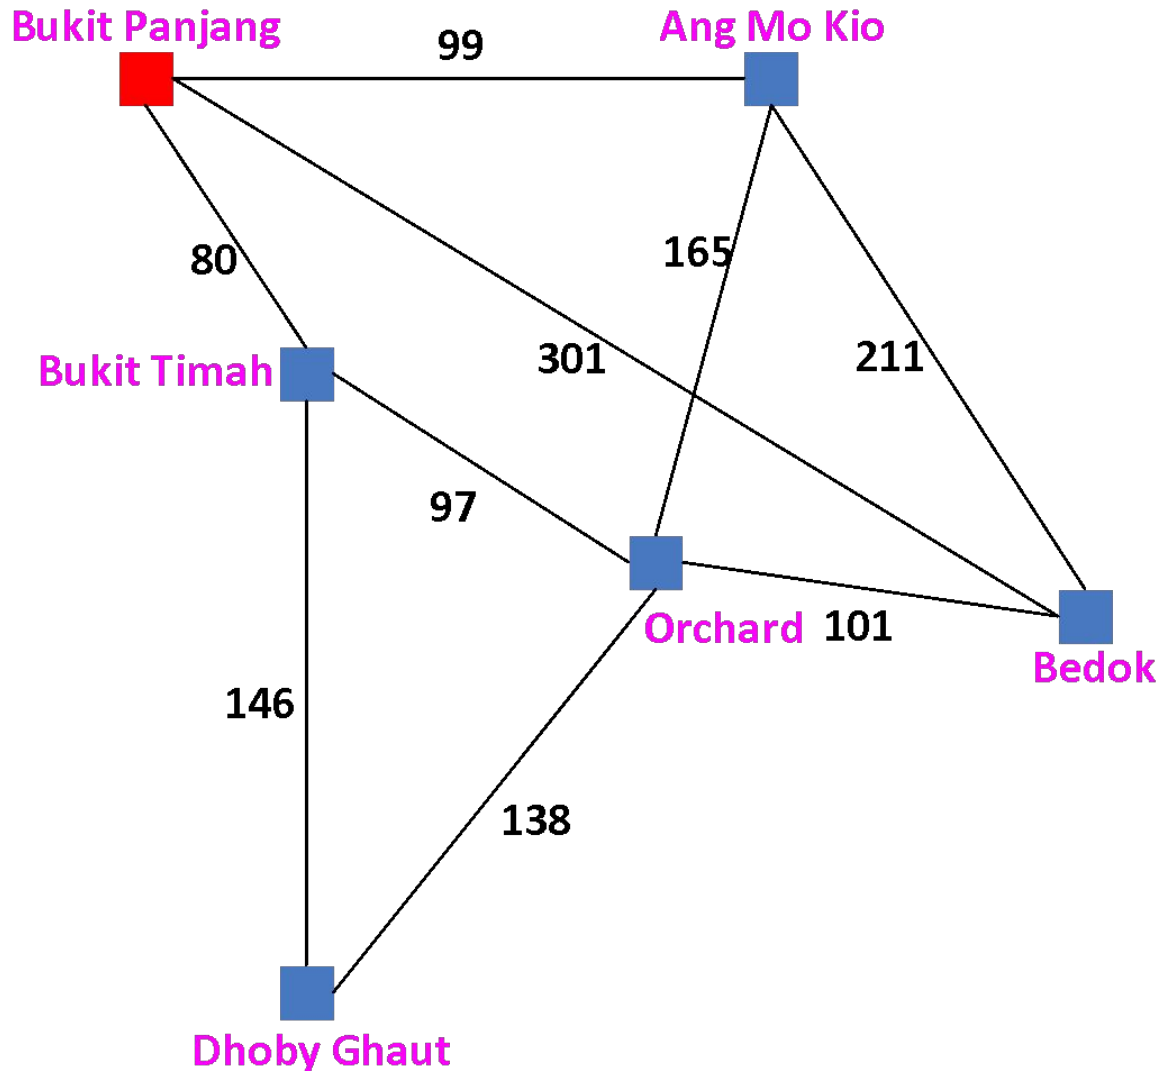 Bukit Panjang
Ang Mo Kio
99
165
80
301
211
Bukit Timah
97
Orchard
101
Bedok
146
138
Dhoby Ghaut